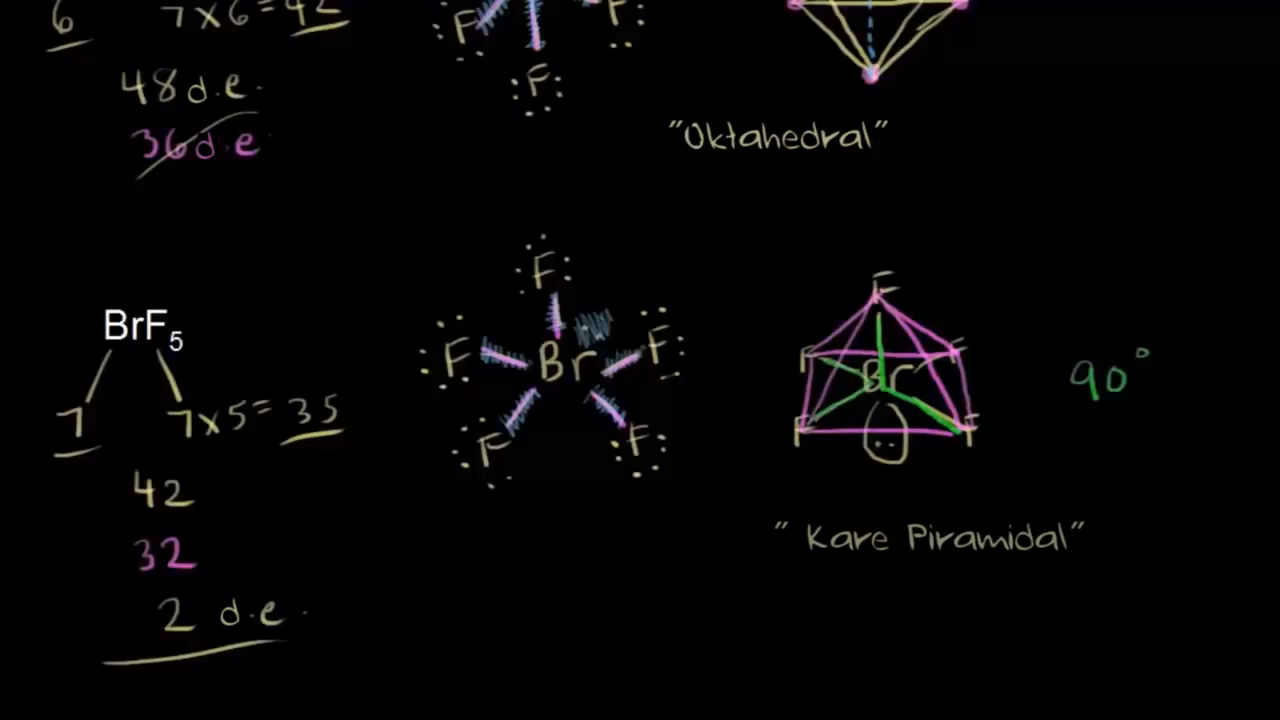 6 7x6=42
48 d.e.
36 d.e
F F
:F:
"Oktahedral"
BrF5
7 7x5=35
42
32
2 d.e.
F
F Br F
F F
F
F Br F
F F
90°
"Kare Piramidal"